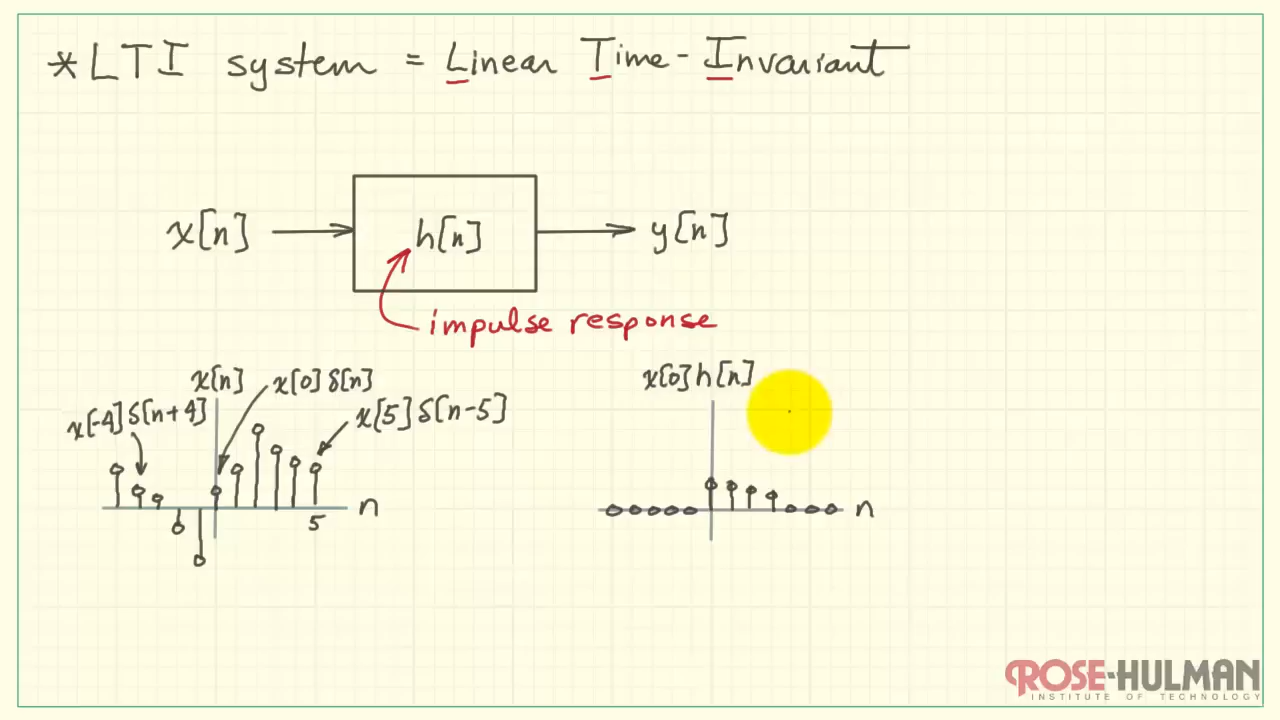 *LTI system = Linear Time-Invariant
x[n] h[n] y[n]
impulse response
x[n] x[0]δ[n] x[0]h[n]
x[-4]δ[n+4] x[5]δ[n-5]
n n
5
ROSE-HULMAN
INSTITUTE OF TECHNOLOGY